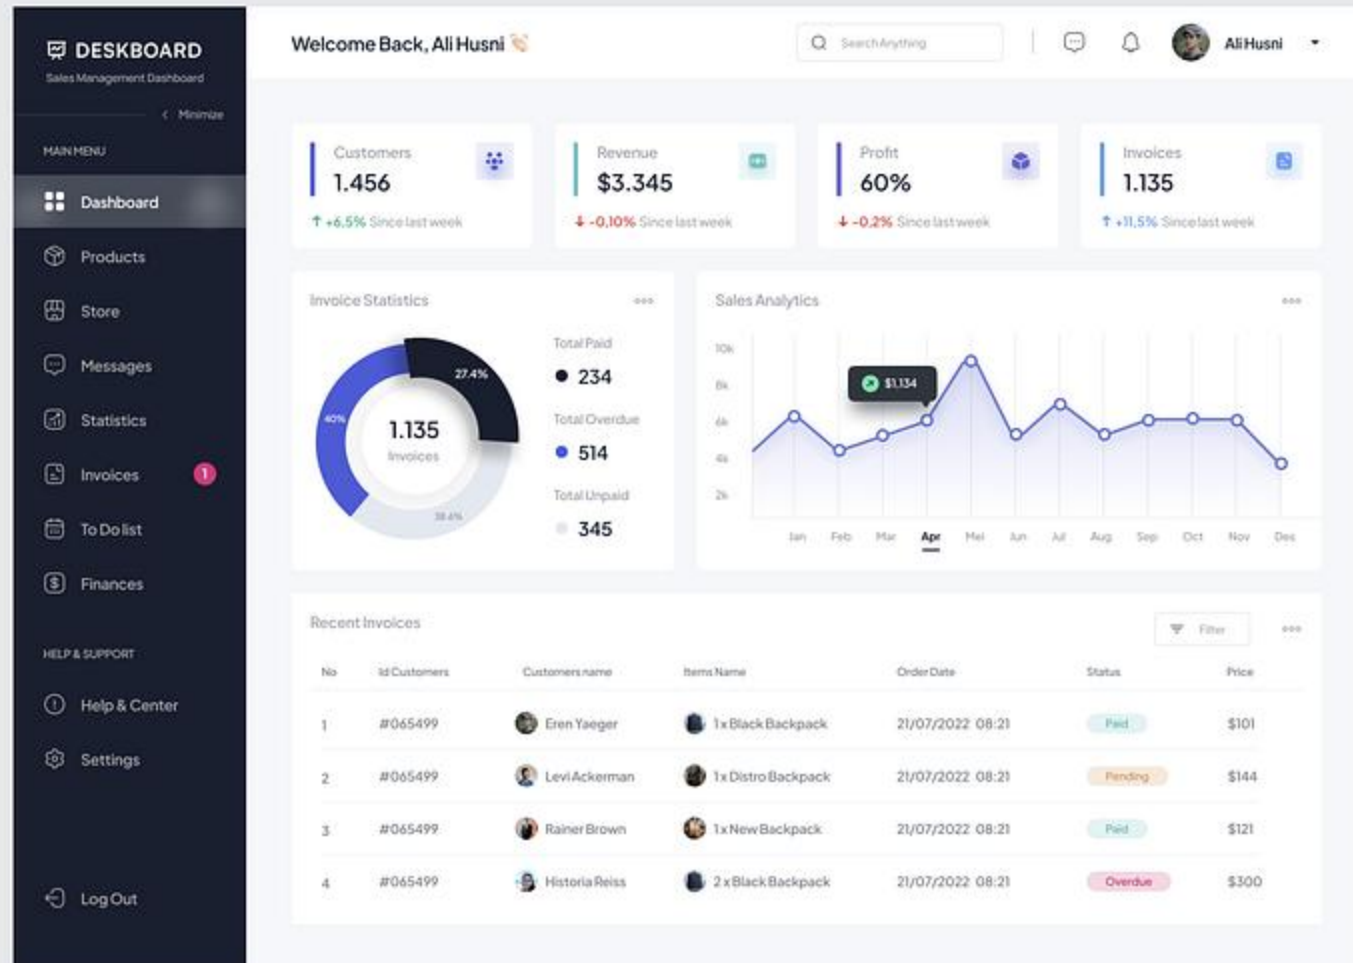 DESKBOARD
Sales Management Dashboard
Minimize
MAIN MENU
Dashboard
Products
Store
Messages
Statistics
Invoices 1
To Do list
Finances
HELP & SUPPORT
Help & Center
Settings
Log Out
Welcome Back, Ali Husni 👏
Search Anything
Ali Husni
Customers
1.456
+6,5% Since last week
Revenue
$3.345
-0,10% Since last week
Profit
60%
-0,2% Since last week
Invoices
1.135
+11,5% Since last week
Invoice Statistics
27.4%
40%
1.135
Invoices
38.6%
Total Paid
234
Total Overdue
514
Total Unpaid
345
Sales Analytics
10k
8k
6k
4k
2k
$1.134
Jan Feb Mar Apr Mei Jun Jul Aug Sep Oct Nov Des
Recent Invoices
Filter
No Id Customers Customers name Items Name Order Date Status Price
1 #065499 Eren Yaeger 1 x Black Backpack 21/07/2022 08:21 Paid $101
2 #065499 Levi Ackerman 1 x Distro Backpack 21/07/2022 08:21 Pending $144
3 #065499 Rainer Brown 1 x New Backpack 21/07/2022 08:21 Paid $121
4 #065499 Historia Reiss 2 x Black Backpack 21/07/2022 08:21 Overdue $300